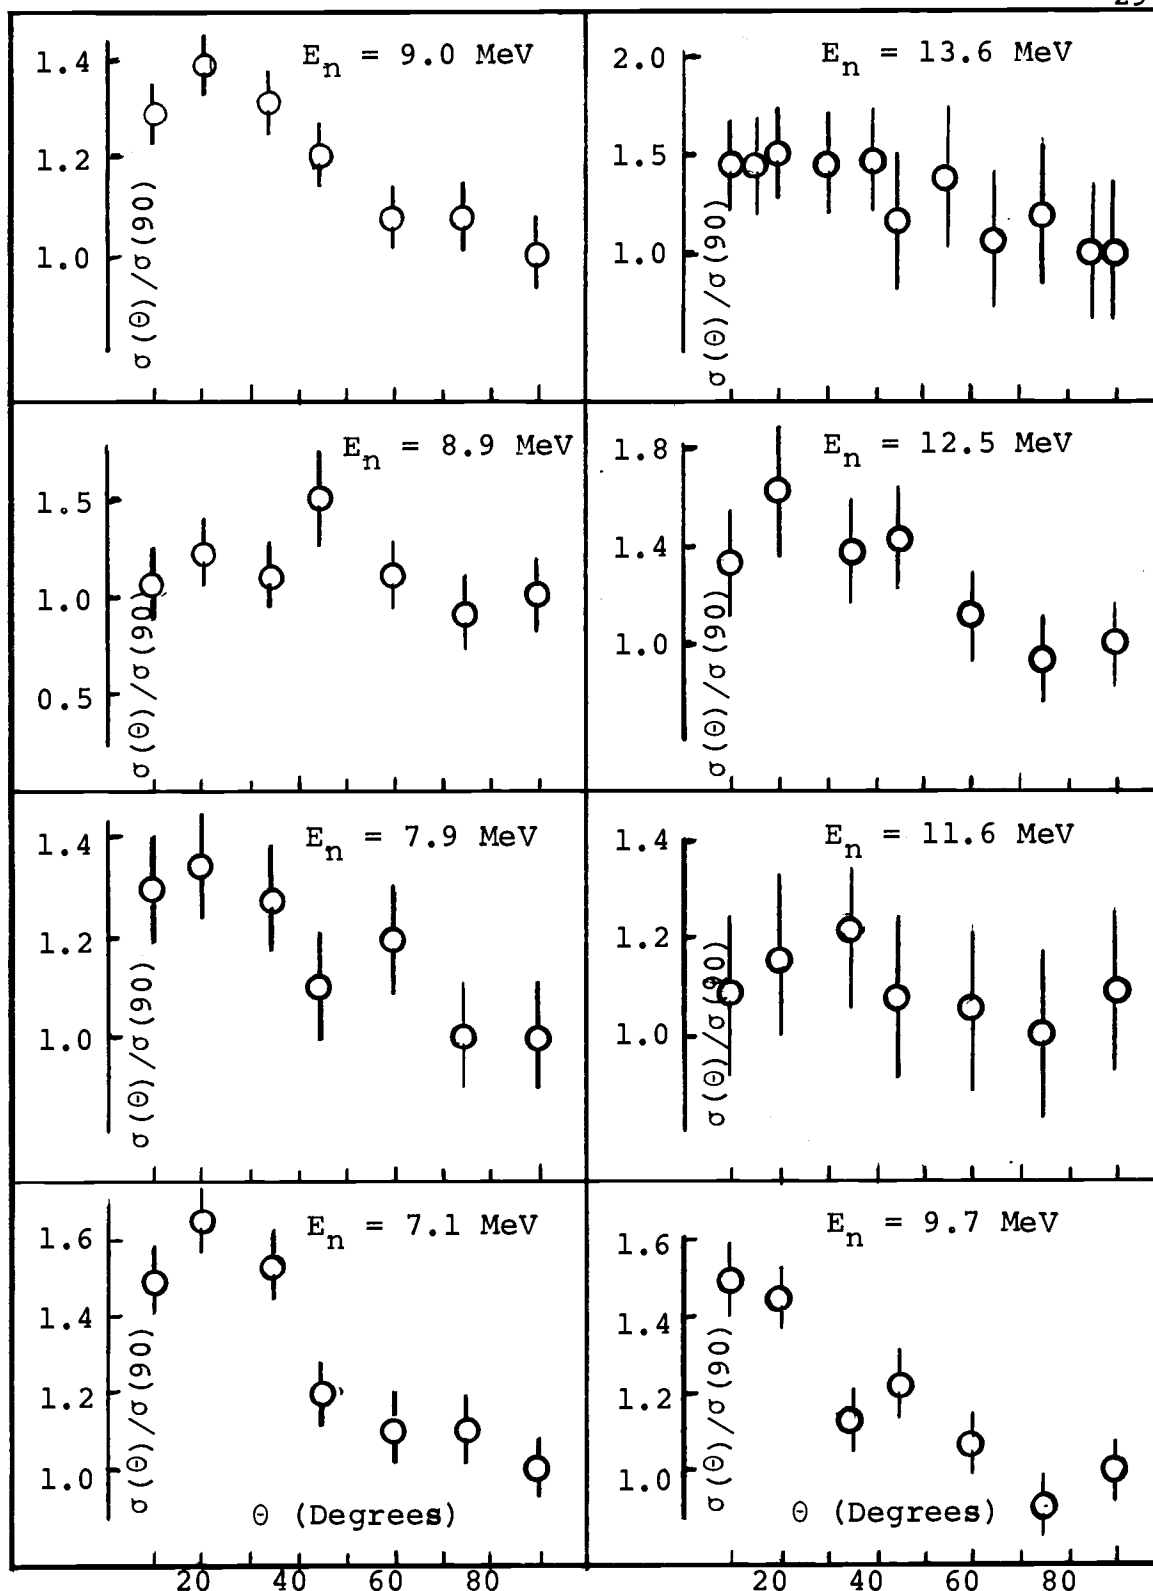 E_n = 9.0 MeV
1.4
1.2
1.0
σ(θ)/σ(90)
E_n = 13.6 MeV
2.0
1.5
1.0
σ(θ)/σ(90)
E_n = 8.9 MeV
1.5
1.0
0.5
σ(θ)/σ(90)
E_n = 12.5 MeV
1.8
1.4
1.0
σ(θ)/σ(90)
E_n = 7.9 MeV
1.4
1.2
1.0
σ(θ)/σ(90)
E_n = 11.6 MeV
1.4
1.2
1.0
σ(θ)/σ(90)
E_n = 7.1 MeV
1.6
1.4
1.2
1.0
σ(θ)/σ(90)
θ (Degrees)
20 40 60 80
E_n = 9.7 MeV
1.6
1.4
1.2
1.0
σ(θ)/σ(90)
θ (Degrees)
20 40 60 80